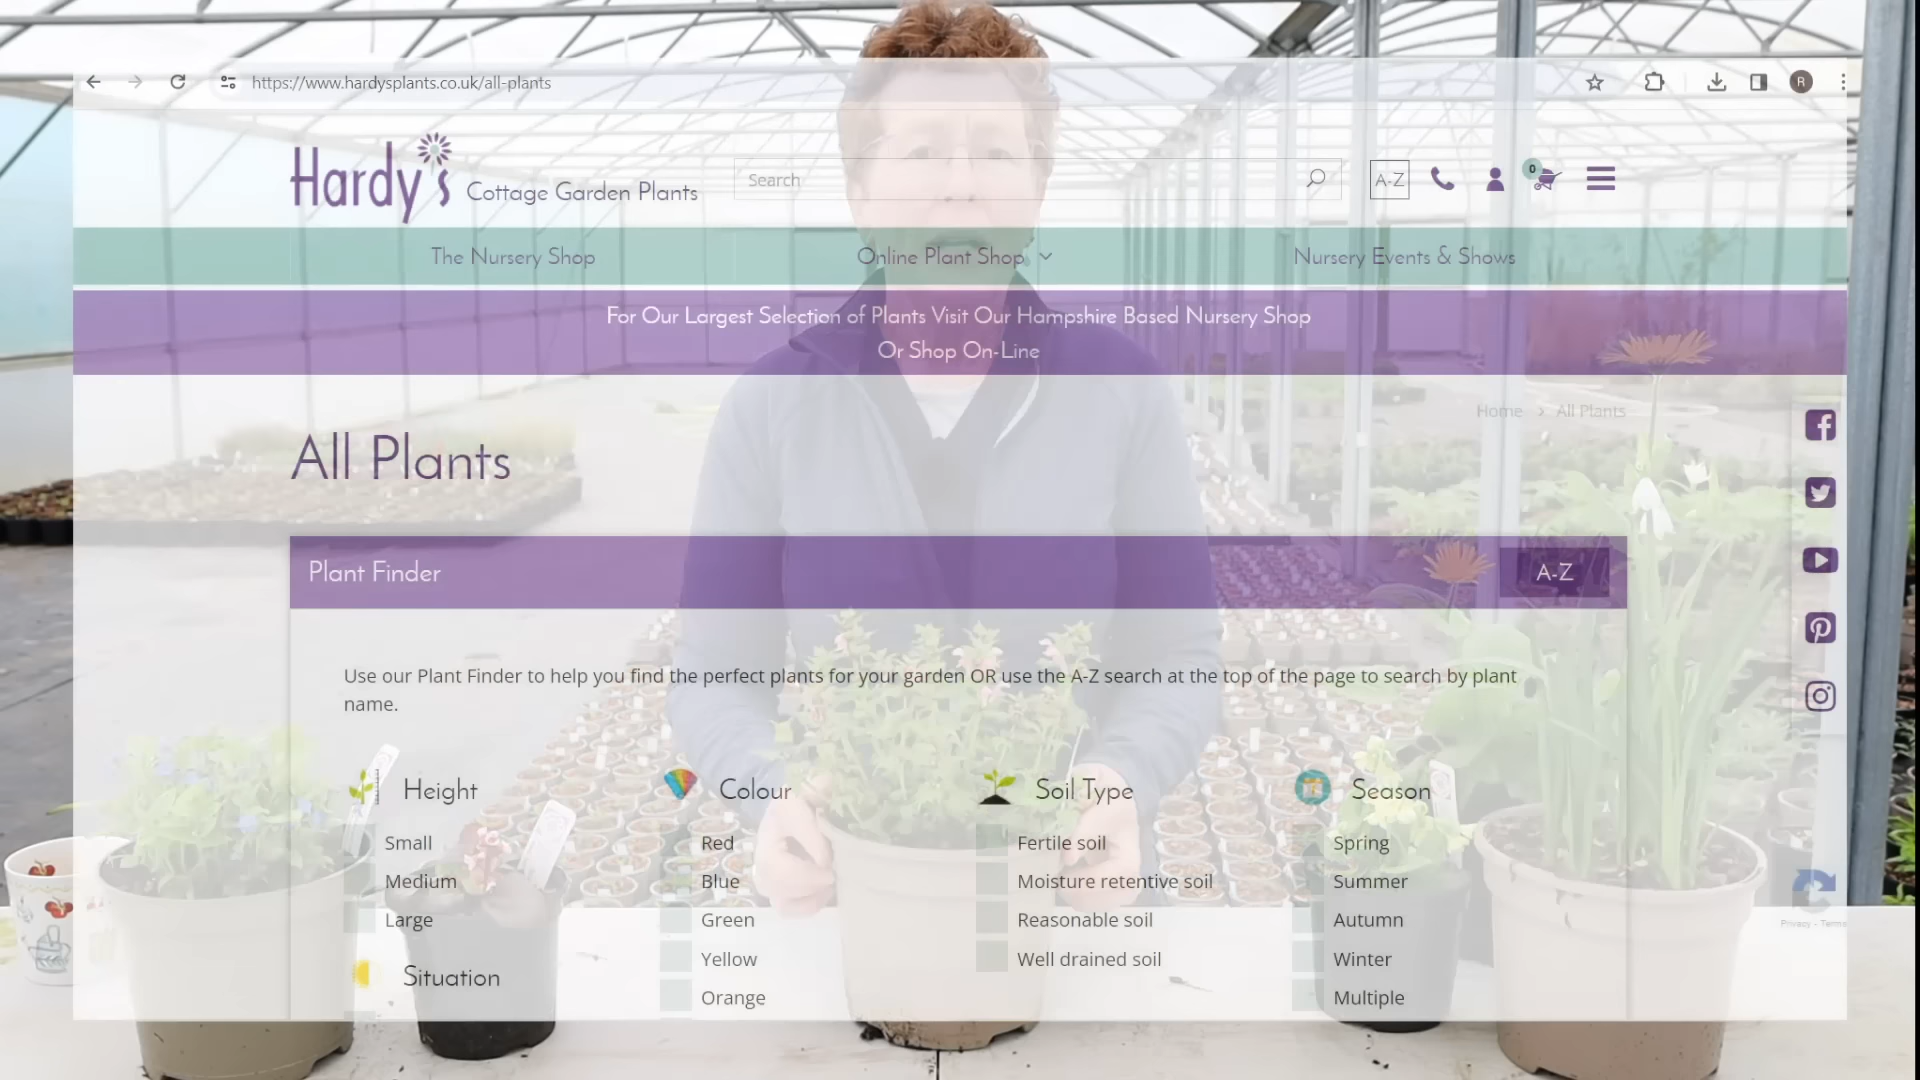 https://www.hardysplants.co.uk/all-plants
R
Hardy's Cottage Garden Plants
Search
A-Z
0
The Nursery Shop
Online Plant Shop
Nursery Events & Shows
For Our Largest Selection of Plants Visit Our Hampshire Based Nursery Shop
Or Shop On-Line
Home > All Plants
All Plants
Plant Finder
A-Z
Use our Plant Finder to help you find the perfect plants for your garden OR use the A-Z search at the top of the page to search by plant
name.
Height
Small
Medium
Large
Situation
Colour
Red
Blue
Green
Yellow
Orange
Soil Type
Fertile soil
Moisture retentive soil
Reasonable soil
Well drained soil
Season
Spring
Summer
Autumn
Winter
Multiple
Privacy - Terms